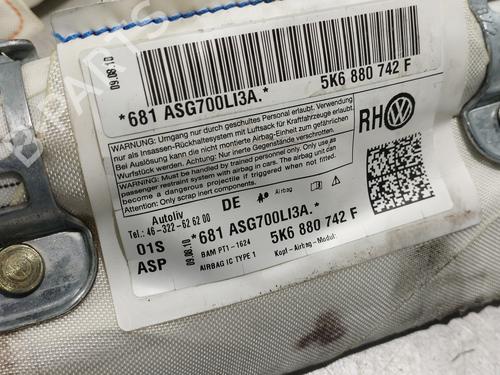 09.08.10
*681 ASG700LI3A.*
5K6 880 742 F
WARNUNG: Umgang nur durch geschultes Personal erlaubt. Verwendung
nur als Insassen-Rückhaltesystem mit Luftsack für Kraftfahrzeuge erlaubt.
Bei Auslösung kann die nicht montierte Airbag-Einheit zum gefährlichen
Wurfstück werden. Achtung: Nur inerte Gegenstände verschrotten.
WARNING: Must be handled by trained personnel only. Only use as
passenger restraint system with airbag in cars. The airbag unit can
become a dangerous projectile if triggered when not fitted.
Attention: Only scrap inert components.
RH
Autoliv
Tel.: 46-322-626200
DE
Airbag
01S
ASP
09.08.10
*681 ASG700LI3A.*
5K6 880 742 F
BAM PT1-1624
AIRBAG IC TYPE 1
Kopf-Airbag-Modul